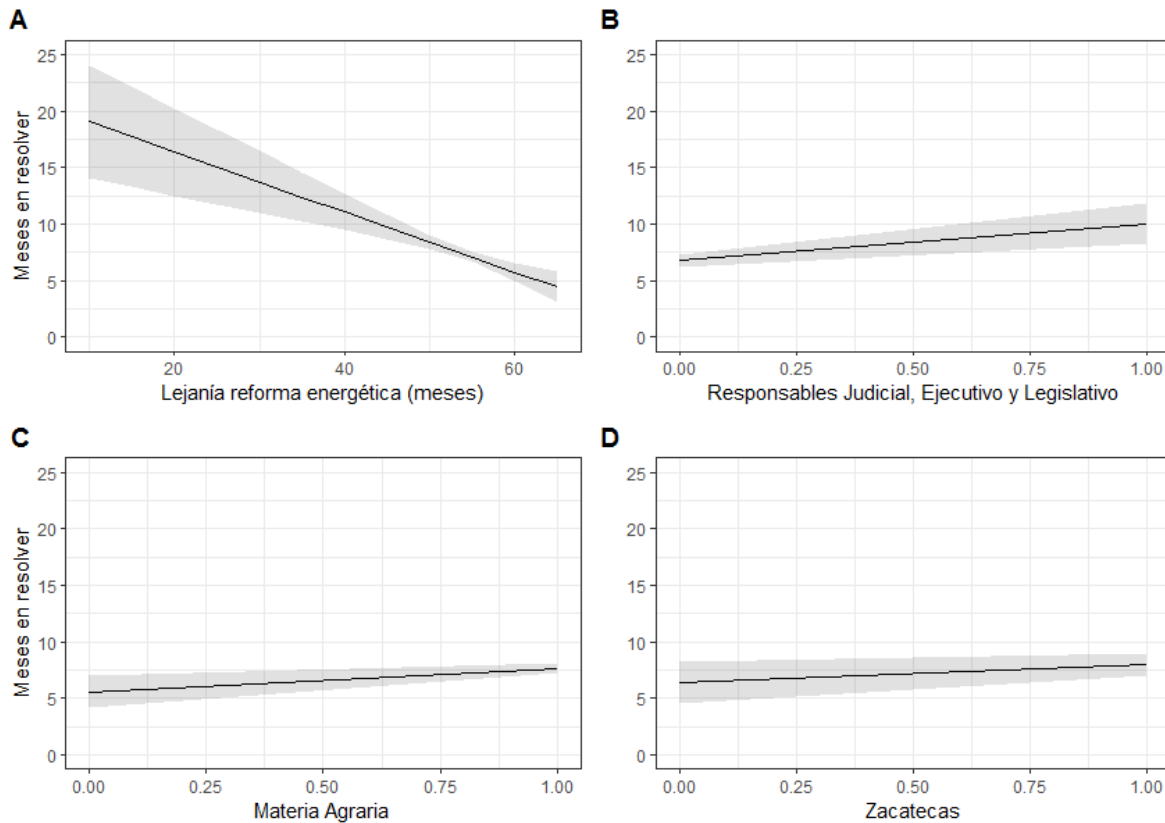 A
25
20
15
10
5
0
Meses en resolver
20 40 60
Lejanía reforma energética (meses)
B
25
20
15
10
5
0
0.00 0.25 0.50 0.75 1.00
Responsables Judicial, Ejecutivo y Legislativo
C
25
20
15
10
5
0
Meses en resolver
0.00 0.25 0.50 0.75 1.00
Materia Agraria
D
25
20
15
10
5
0
0.00 0.25 0.50 0.75 1.00
Zacatecas